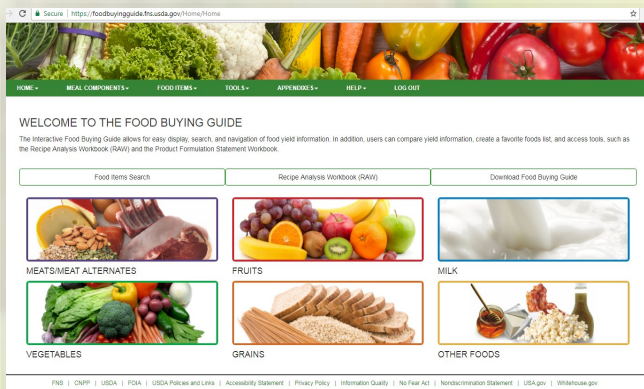 Secure | https://foodbuyingguide.fns.usda.gov/Home/Home
HOME MEAL COMPONENTS FOOD ITEMS TOOLS APPENDIXES HELP LOG OUT
WELCOME TO THE FOOD BUYING GUIDE
The Interactive Food Buying Guide allows for easy display, search, and navigation of food yield information. In addition, users can compare yield information, create a favorite foods list, and access tools, such as
the Recipe Analysis Workbook (RAW) and the Product Formulation Statement Workbook.
Food Items Search Recipe Analysis Workbook (RAW) Download Food Buying Guide
MEATS/MEAT ALTERNATES FRUITS MILK
VEGETABLES GRAINS OTHER FOODS
FNS | CNPP | USDA | FOIA | USDA Policies and Links | Accessibility Statement | Privacy Policy | Information Quality | No Fear Act | Nondiscrimination Statement | USA.gov | Whitehouse.gov